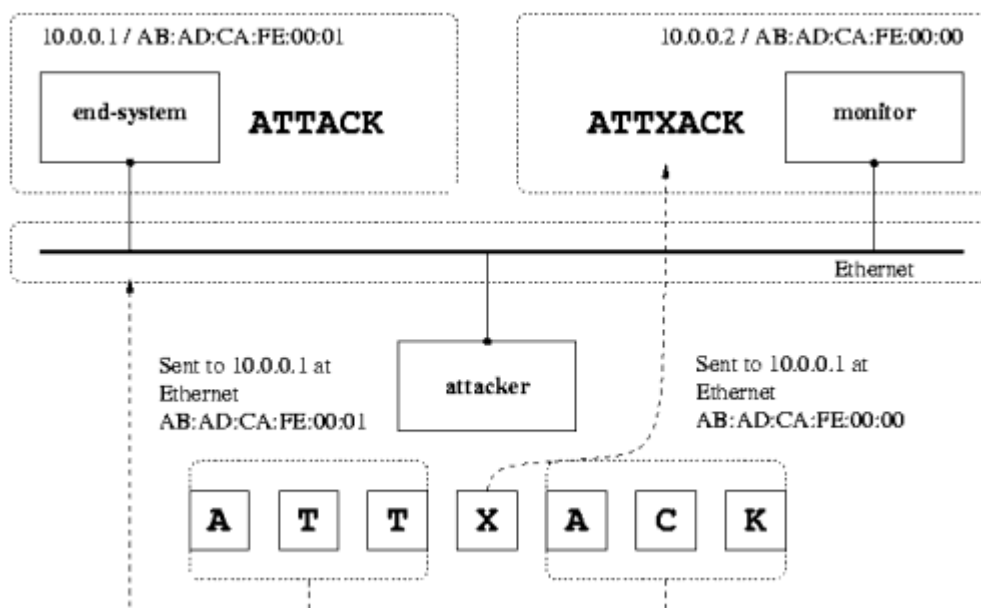 10.0.0.1 / AB:AD:CA:FE:00:01
10.0.0.2 / AB:AD:CA:FE:00:00
end-system
ATTACK
ATTXACK
monitor
Ethernet
Sent to 10.0.0.1 at
Ethernet
AB:AD:CA:FE:00:01
attacker
Sent to 10.0.0.1 at
Ethernet
AB:AD:CA:FE:00:00
A T T X A C K